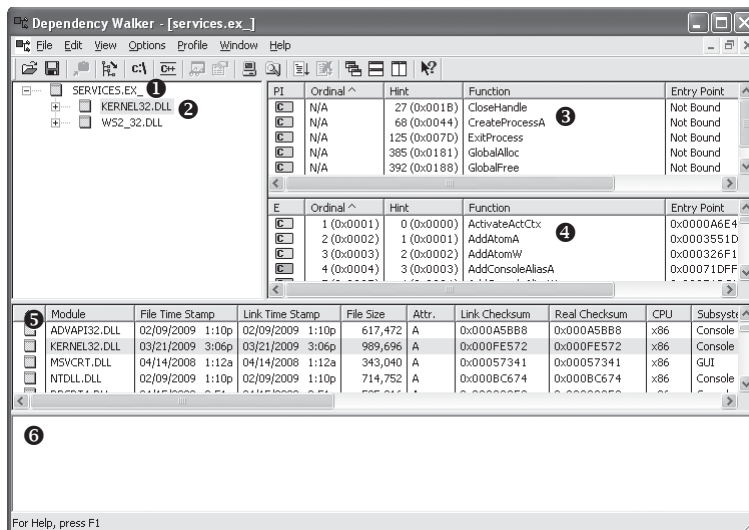 Dependency Walker - [services.ex_]
File Edit View Options Profile Window Help
c:\ C++
SERVICES.EX_ ❶
KERNEL32.DLL ❷
WS2_32.DLL
PI Ordinal ^ Hint Function Entry Point
C N/A 27 (0x001B) CloseHandle Not Bound
C N/A 68 (0x0044) CreateProcessA ❸ Not Bound
C N/A 125 (0x007D) ExitProcess Not Bound
C N/A 385 (0x0181) GlobalAlloc Not Bound
C N/A 392 (0x0188) GlobalFree Not Bound
E Ordinal ^ Hint Function Entry Point
C 1 (0x0001) 0 (0x0000) ActivateActCtx ❹ 0x0000A6E4
C 2 (0x0002) 1 (0x0001) AddAtomA 0x0003551D
C 3 (0x0003) 2 (0x0002) AddAtomW 0x000326F1
C 4 (0x0004) 3 (0x0003) AddConsoleAliasA 0x00071DFF
❺ Module File Time Stamp Link Time Stamp File Size Attr. Link Checksum Real Checksum CPU Subsyste
ADVAPI32.DLL 02/09/2009 1:10p 02/09/2009 1:10p 617,472 A 0x000A5BB8 0x000A5BB8 x86 Console
KERNEL32.DLL 03/21/2009 3:06p 03/21/2009 3:06p 989,696 A 0x000FE572 0x000FE572 x86 Console
MSVCRT.DLL 04/14/2008 1:12a 04/14/2008 1:12a 343,040 A 0x00057341 0x00057341 x86 GUI
NTDLL.DLL 02/09/2009 1:10p 02/09/2009 1:10p 714,752 A 0x000BC674 0x000BC674 x86 Console
❻
For Help, press F1